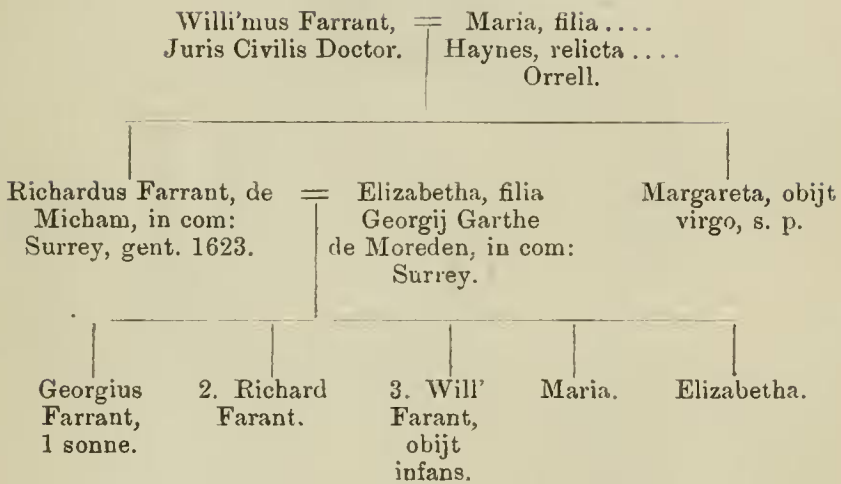 Willi'mus Farrant,
Juris Civilis Doctor.
=
Maria, filia ....
Haynes, relicta ....
Orrell.
Richardus Farrant, de
Micham, in com:
Surrey, gent. 1623.
=
Elizabetha, filia
Georgij Garthe
de Moreden, in com:
Surrey.
Margareta, obijt
virgo, s. p.
Georgius
Farrant,
1 sonne.
2. Richard
Farant.
3. Will'
Farant,
obijt
infans.
Maria.
Elizabetha.